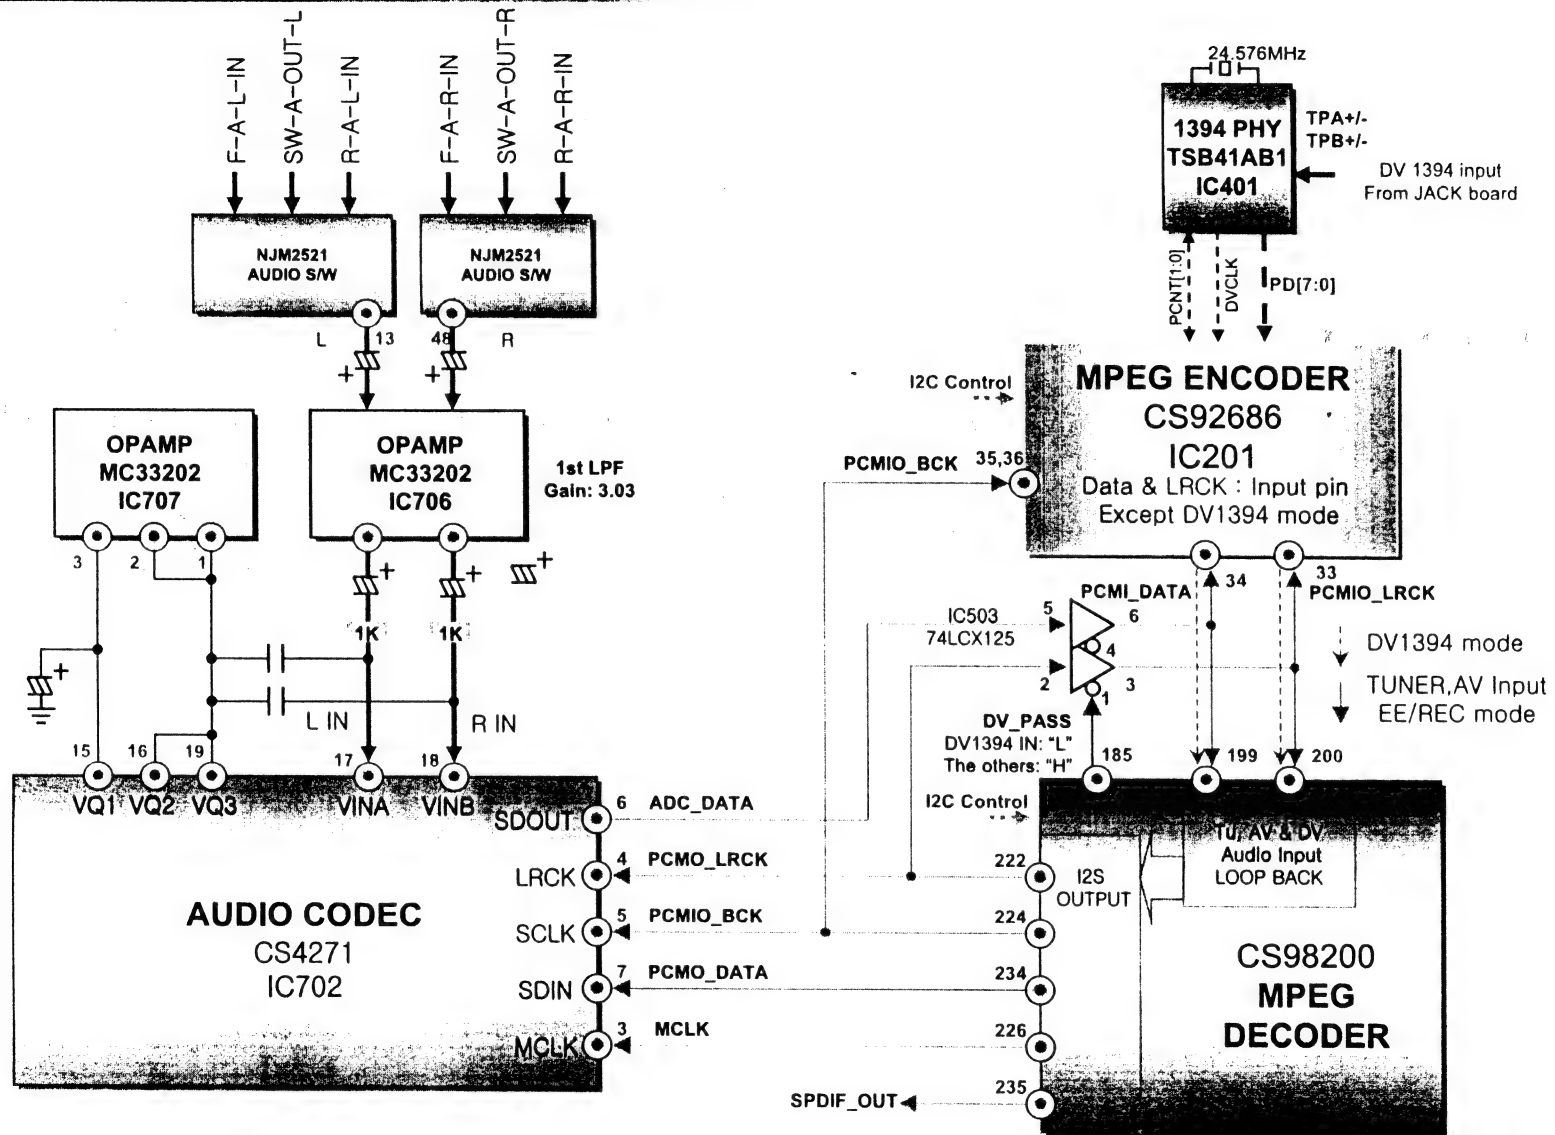 F-A-L-IN
SW-A-OUT-L
R-A-L-IN
F-A-R-IN
SW-A-OUT-R
R-A-R-IN
NJM2521
AUDIO S/W
NJM2521
AUDIO S/W
L
13
48
R
+
+
24.576MHz
1394 PHY
TSB41AB1
IC401
TPA+/-
TPB+/-
DV 1394 input
From JACK board
PCNT[1:0]
DVCLK
PD[7:0]
OPAMP
MC33202
IC707
3
2
1
OPAMP
MC33202
IC706
1st LPF
Gain: 3.03
+
+
+
1K
1K
+
L IN
R IN
I2C Control
MPEG ENCODER
CS92686
IC201
Data & LRCK : Input pin
Except DV1394 mode
PCMIO_BCK
35,36
34
33
PCMI_DATA
PCMIO_LRCK
IC503
74LCX125
5
6
4
2
3
1
DV1394 mode
TUNER,AV Input
EE/REC mode
DV_PASS
DV1394 IN: "L"
The others: "H"
185
199
200
I2C Control
15
16
19
17
18
VQ1
VQ2
VQ3
VINA
VINB
SDOUT
6
ADC_DATA
LRCK
4
PCMO_LRCK
222
SCLK
5
PCMIO_BCK
224
SDIN
7
PCMO_DATA
234
MCLK
3
MCLK
226
SPDIF_OUT
235
AUDIO CODEC
CS4271
IC702
I2S
OUTPUT
Tu, AV & DV
Audio Input
LOOP BACK
CS98200
MPEG
DECODER